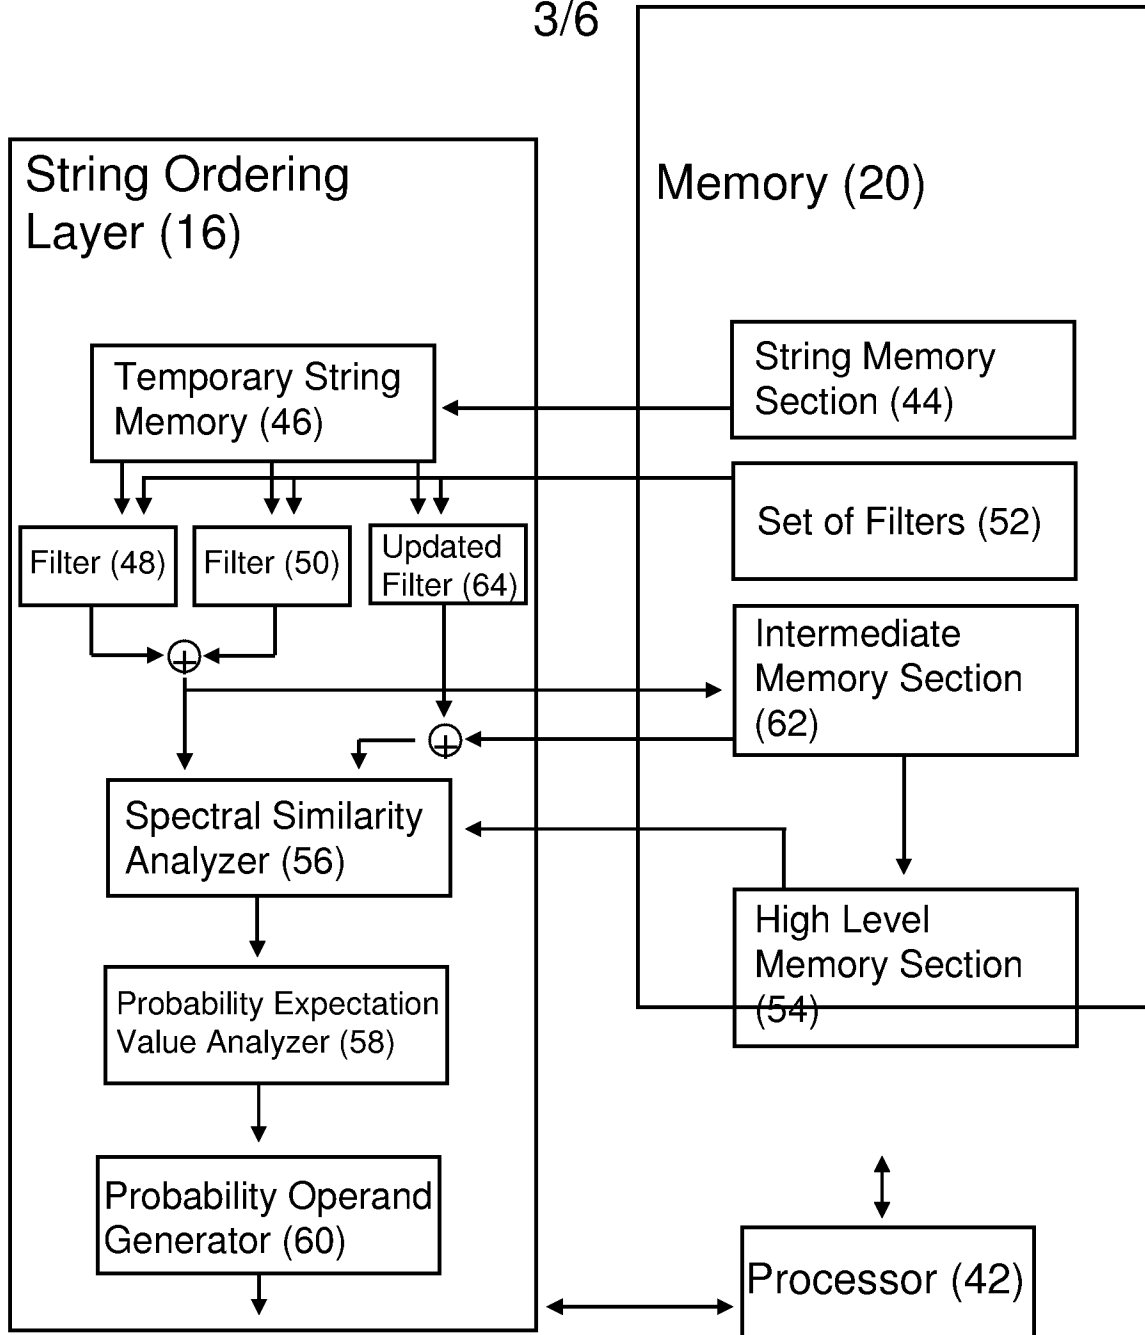 3/6
String Ordering
Layer (16)
Temporary String
Memory (46)
Filter (48)
Filter (50)
Updated
Filter (64)
Spectral Similarity
Analyzer (56)
Probability Expectation
Value Analyzer (58)
Probability Operand
Generator (60)
Memory (20)
String Memory
Section (44)
Set of Filters (52)
Intermediate
Memory Section
(62)
High Level
Memory Section
(54)
Processor (42)